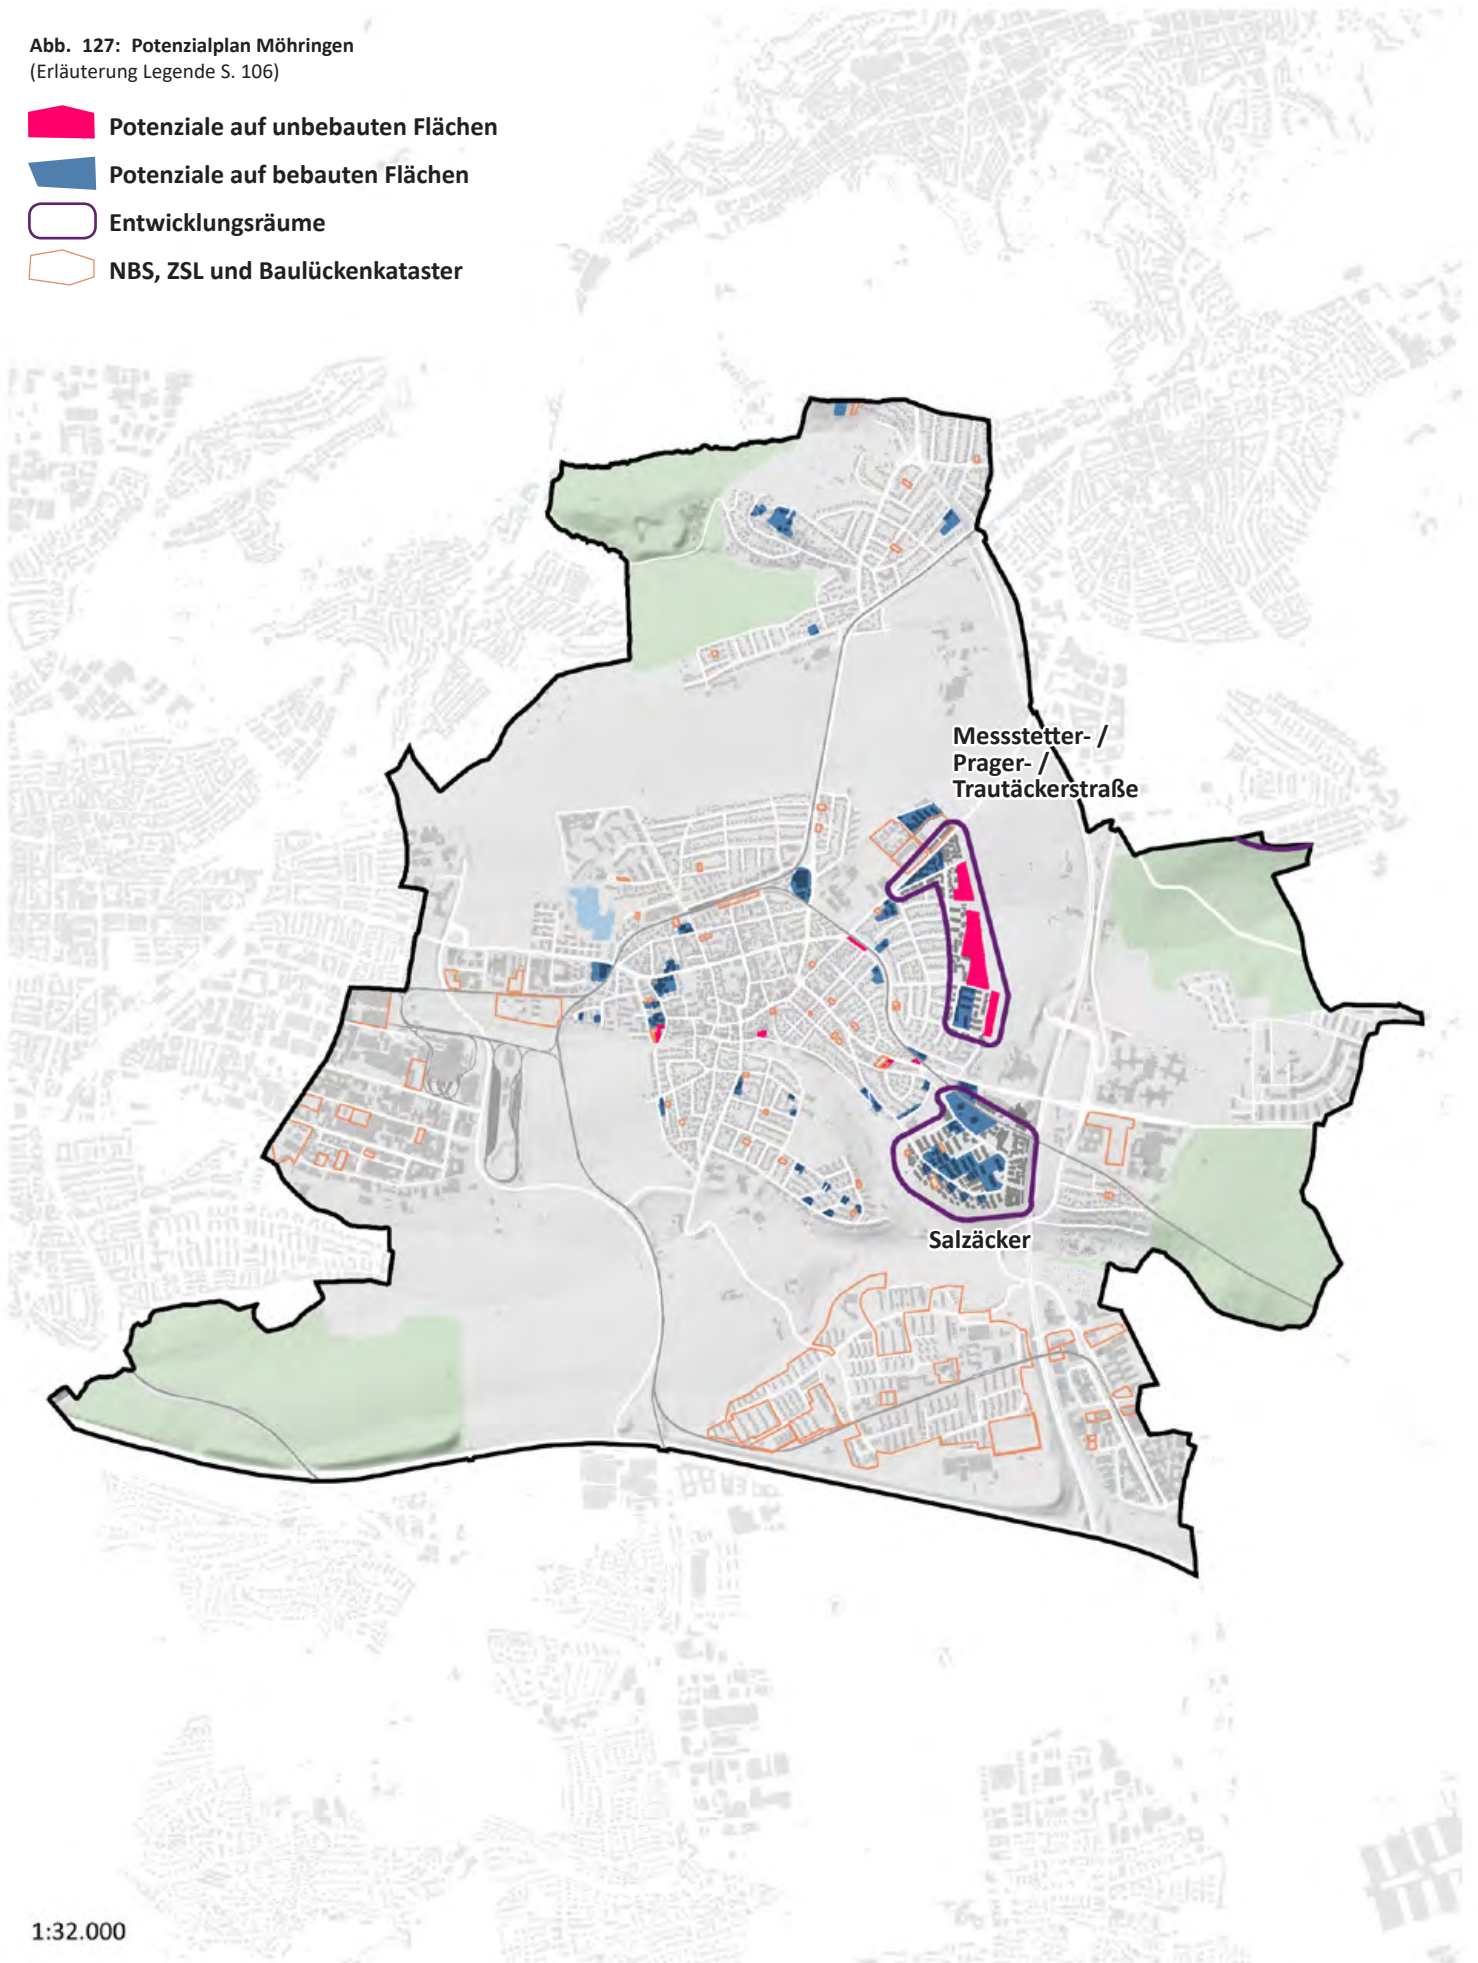 Abb. 127: Potenzialplan Möhringen
(Erläuterung Legende S. 106)
Potenziale auf unbebauten Flächen
Potenziale auf bebauten Flächen
Entwicklungsräume
NBS, ZSL und Baulückenkataster
Messstetter- /
Prager- /
Trautäckerstraße
Salzäcker
1:32.000